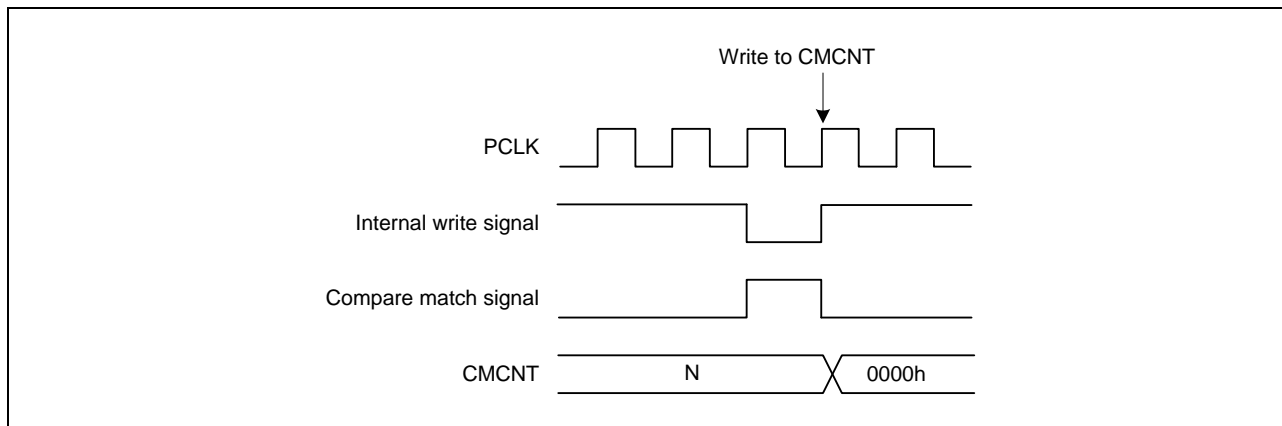 Write to CMCNT
PCLK
Internal write signal
Compare match signal
CMCNT N 0000h